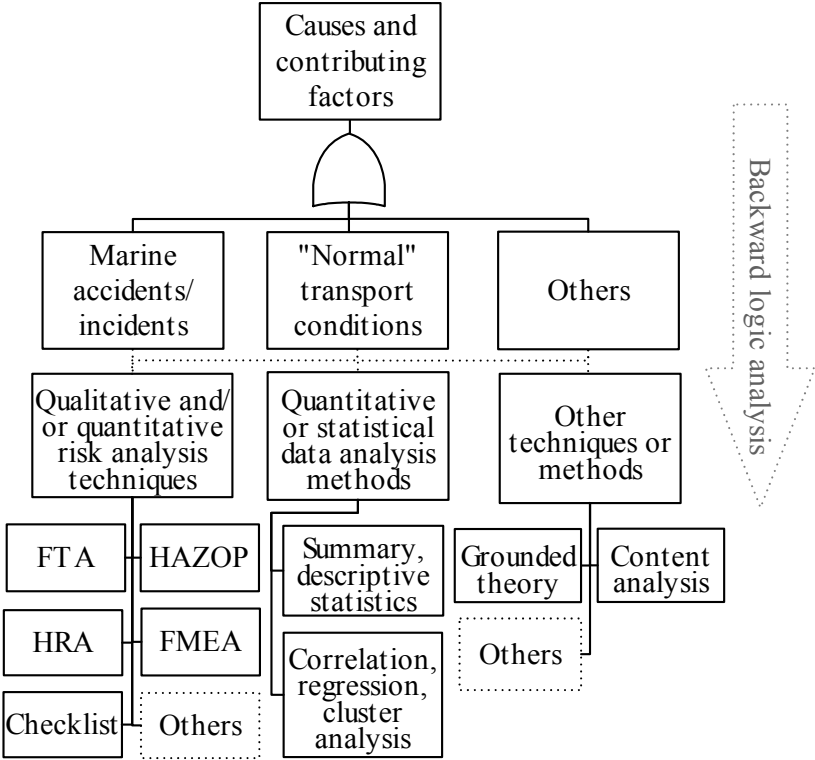 Causes and
contributing
factors
Backward logic analysis
Marine
accidents/
incidents
"Normal"
transport
conditions
Others
Qualitative and/
or quantitative
risk analysis
techniques
Quantitative
or statistical
data analysis
methods
Other
techniques or
methods
FTA
HAZOP
HRA
FMEA
Checklist
Others
Summary,
descriptive
statistics
Correlation,
regression,
cluster
analysis
Grounded
theory
Content
analysis
Others